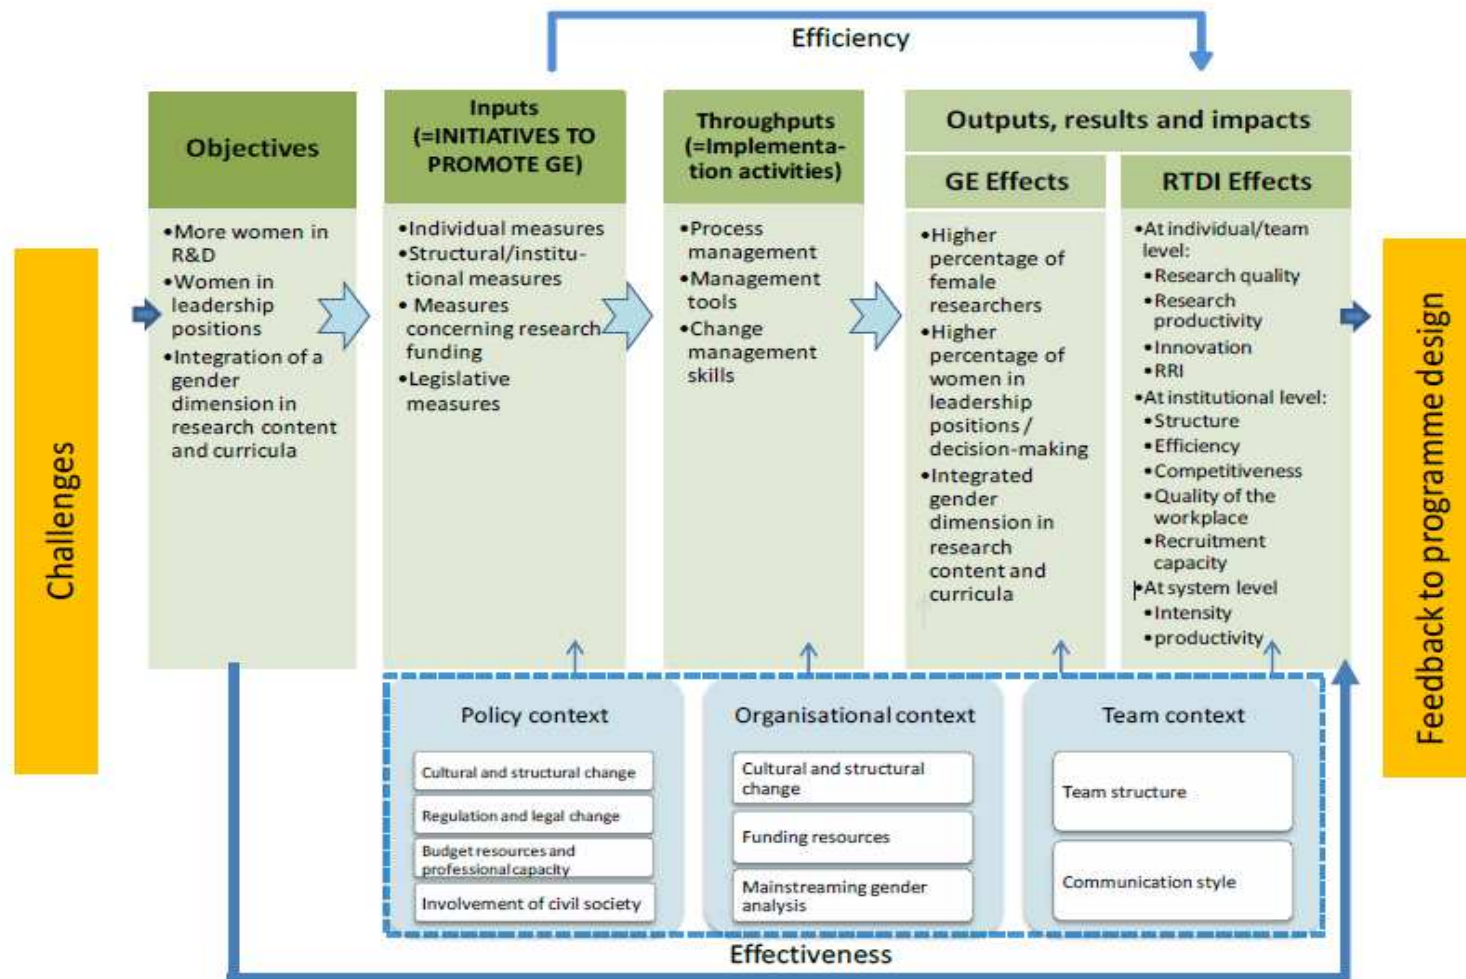 Efficiency
Objectives
•More women in
R&D
•Women in
leadership
positions
•Integration of a
gender
dimension in
research content
and curricula
Inputs
(=INITIATIVES TO
PROMOTE GE)
•Individual measures
•Structural/institu-
tional measures
• Measures
concerning research
funding
•Legislative
measures
Throughputs
(=Implementa-
tion activities)
•Process
management
•Management
tools
•Change
management
skills
Outputs, results and impacts
GE Effects
•Higher
percentage of
female
researchers
•Higher
percentage of
women in
leadership
positions /
decision-making
•Integrated
gender
dimension in
research
content and
curricula
RTDI Effects
•At individual/team
level:
•Research quality
•Research
productivity
•Innovation
•RRI
•At institutional level:
•Structure
•Efficiency
•Competitiveness
•Quality of the
workplace
•Recruitment
capacity
•At system level
•Intensity
•productivity
Challenges
Feedback to programme design
Policy context
Cultural and structural change
Regulation and legal change
Budget resources and
professional capacity
Involvement of civil society
Organisational context
Cultural and structural
change
Funding resources
Mainstreaming gender
analysis
Team context
Team structure
Communication style
Effectiveness